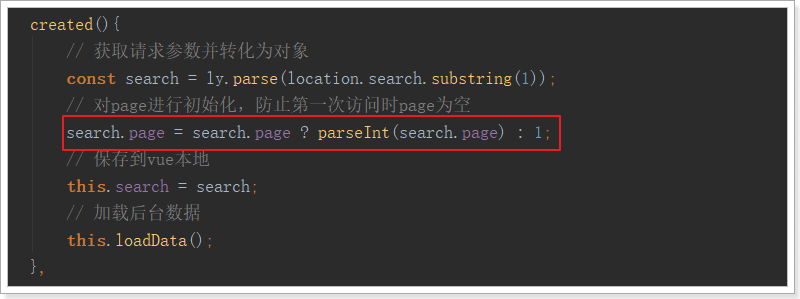 created(){
// 获取请求参数并转化为对象
const search = ly.parse(location.search.substring(1));
// 对page进行初始化，防止第一次访问时page为空
search.page = search.page ? parseInt(search.page) : 1;
// 保存到vue本地
this.search = search;
// 加载后台数据
this.loadData();
},